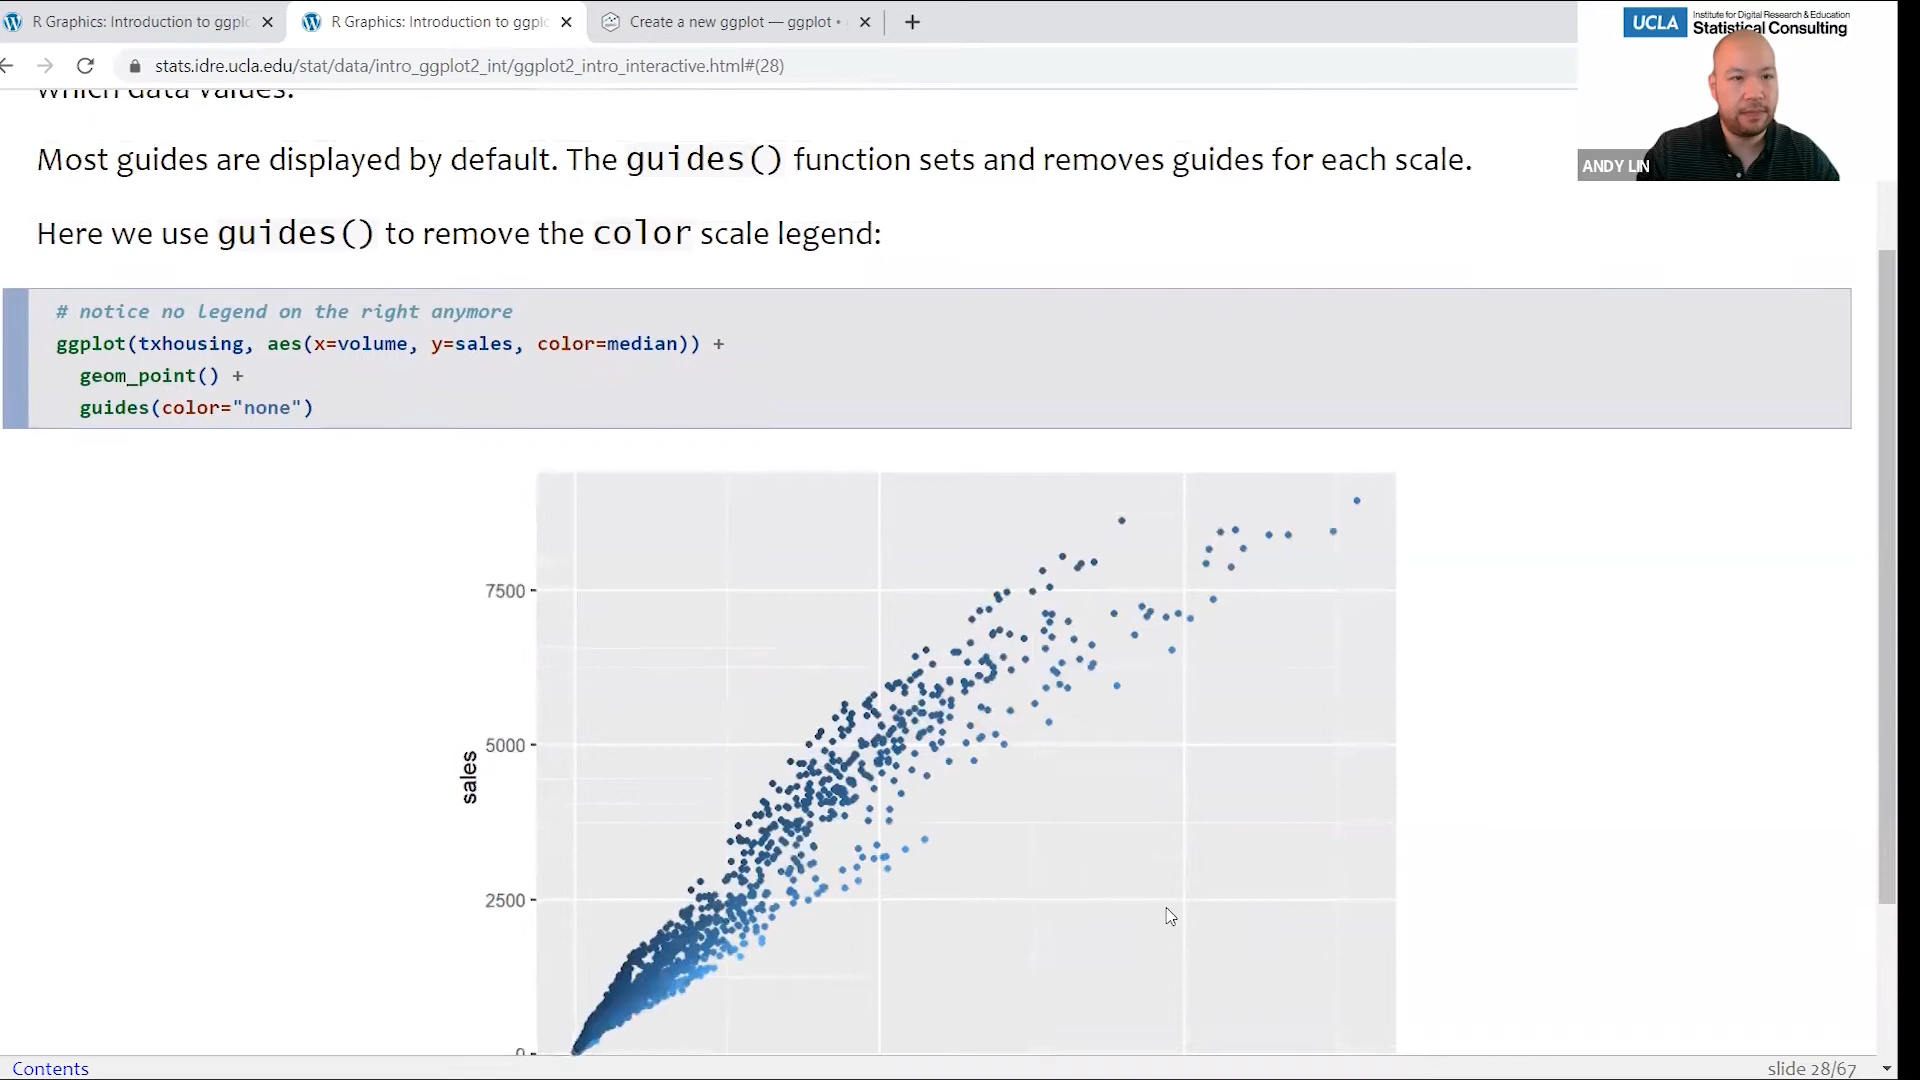 R Graphics: Introduction to ggplo
R Graphics: Introduction to ggplo
Create a new ggplot — ggplot •
UCLA
Institute for Digital Research & Education
Statistical Consulting
stats.idre.ucla.edu/stat/data/intro_ggplot2_int/ggplot2_intro_interactive.html#(28)
ANDY LIN
which data values.
Most guides are displayed by default. The guides() function sets and removes guides for each scale.
Here we use guides() to remove the color scale legend:
# notice no legend on the right anymore
ggplot(txhousing, aes(x=volume, y=sales, color=median)) +
geom_point() +
guides(color="none")
7500
5000
sales
2500
0
Contents
slide 28/67